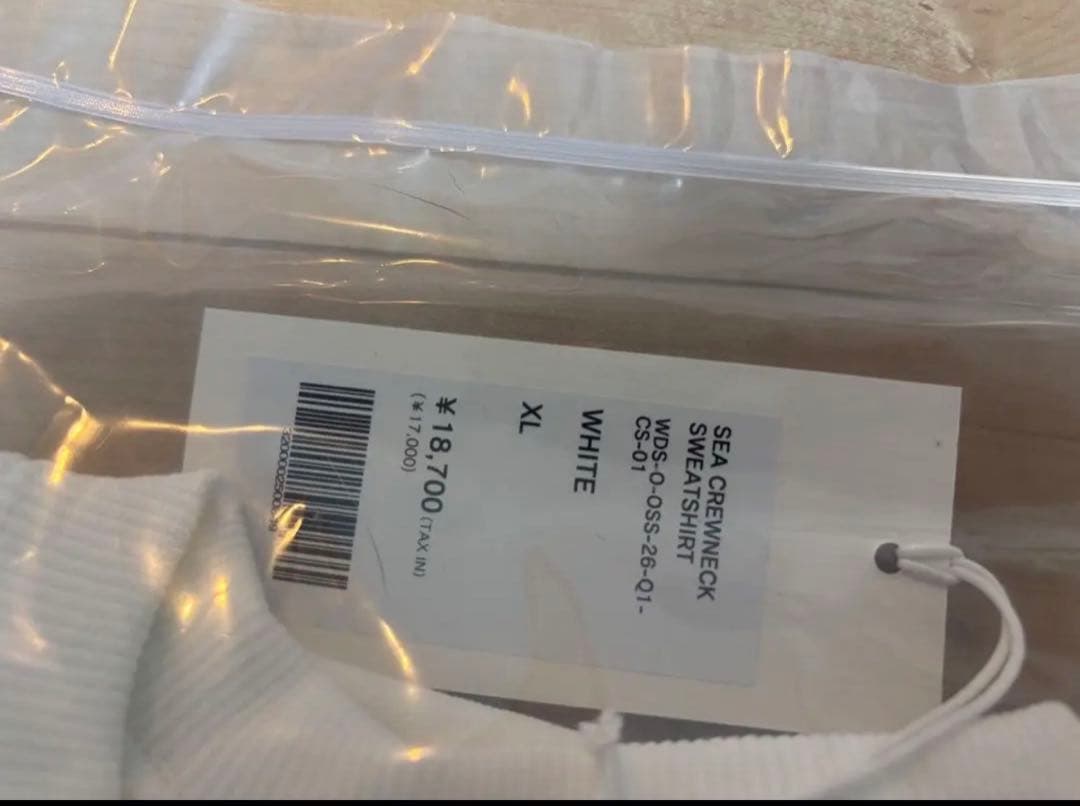 SEA CREWNECK
SWEATSHIRT
WDS-O-OSS-26-Q1-
CS-01
WHITE
XL
¥18,700 (TAX IN)
(¥17,000)